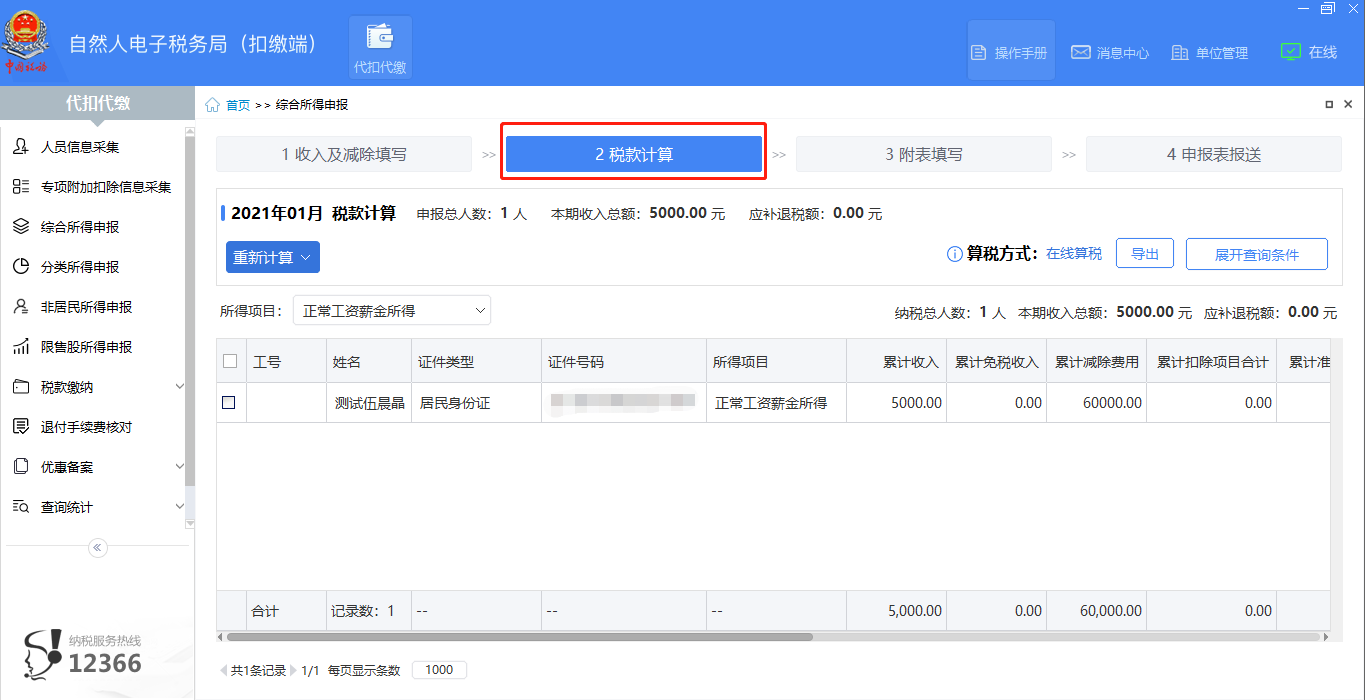 自然人电子税务局（扣缴端）
代扣代缴
操作手册
消息中心
单位管理
在线
代扣代缴
首页 >> 综合所得申报
人员信息采集
专项附加扣除信息采集
综合所得申报
分类所得申报
非居民所得申报
限售股所得申报
税款缴纳
退付手续费核对
优惠备案
查询统计
纳税服务热线
12366
1 收入及减除填写 >> 2 税款计算 >> 3 附表填写 >> 4 申报表报送
2021年01月 税款计算 申报总人数：1 人 本期收入总额：5000.00 元 应补退税额：0.00 元
重新计算
算税方式：在线算税 导出 展开查询条件
所得项目：正常工资薪金所得
纳税总人数：1 人 本期收入总额：5000.00 元 应补退税额：0.00 元
工号 姓名 证件类型 证件号码 所得项目 累计收入 累计免税收入 累计减除费用 累计扣除项目合计 累计准
测试伍晨晶 居民身份证 正常工资薪金所得 5000.00 0.00 60000.00 0.00
合计 记录数：1 -- -- -- 5,000.00 0.00 60,000.00 0.00
共1条记录 1/1 每页显示条数 1000